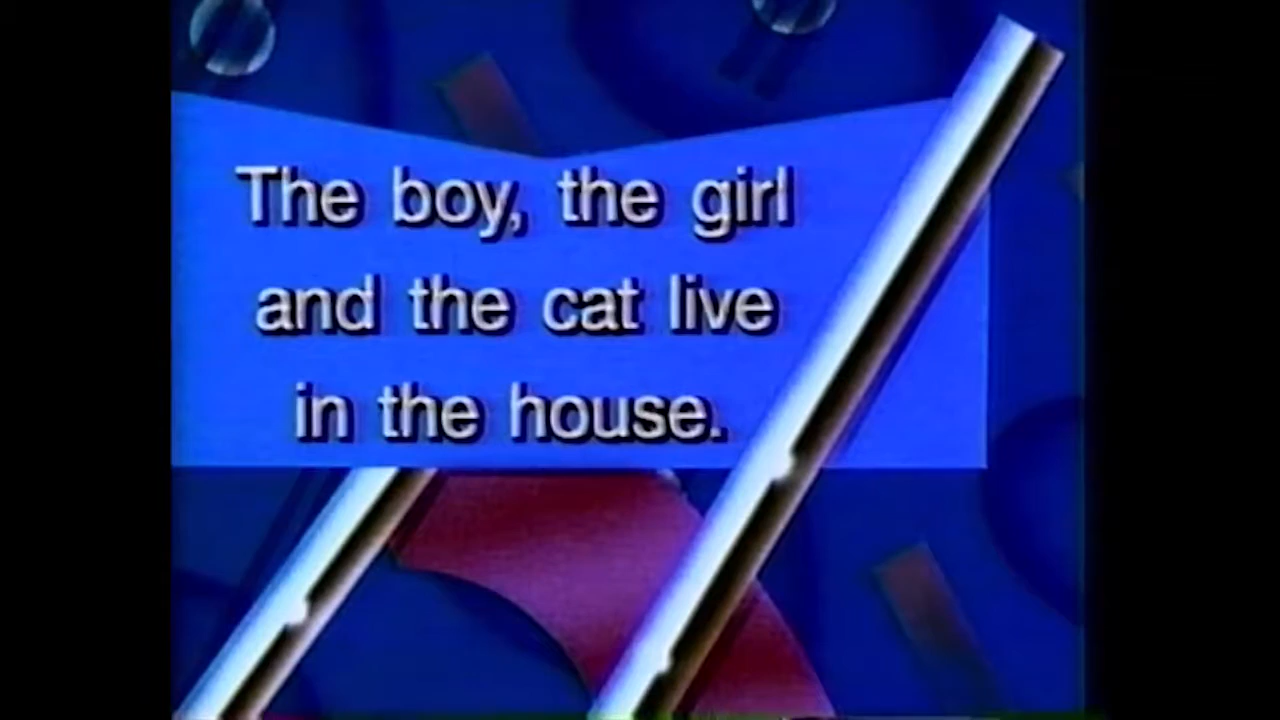 The boy, the girl
and the cat live
in the house.